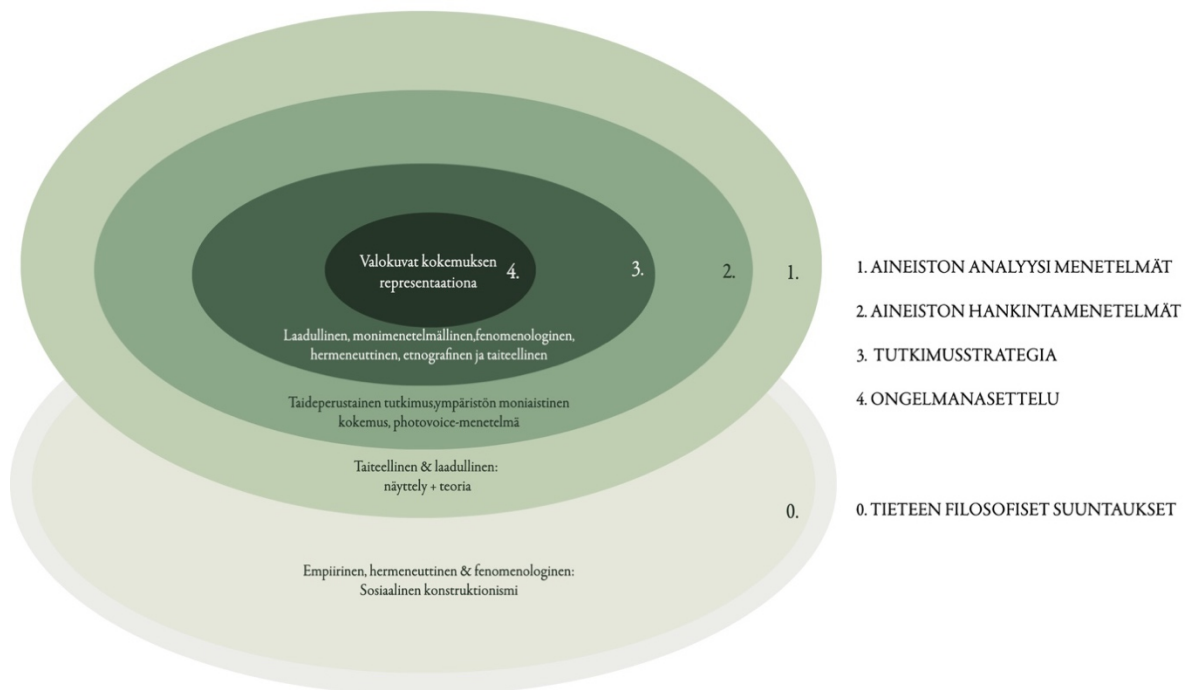 Valokuvat kokemuksen
representaationa
4.
3.
2.
1.
Laadullinen, monimenetelmällinen,fenomenologinen,
hermeneuttinen, etnografinen ja taiteellinen
Taideperustainen tutkimus,ympäristön moniaistinen
kokemus, photovoice-menetelmä
Taiteellinen & laadullinen:
näyttely + teoria
0.
Empiirinen, hermeneuttinen & fenomenologinen:
Sosiaalinen konstruktionismi
1. AINEISTON ANALYYSI MENETELMÄT
2. AINEISTON HANKINTAMENETELMÄT
3. TUTKIMUSSTRATEGIA
4. ONGELMANASETTELU
0. TIETEEN FILOSOFISET SUUNTAUKSET